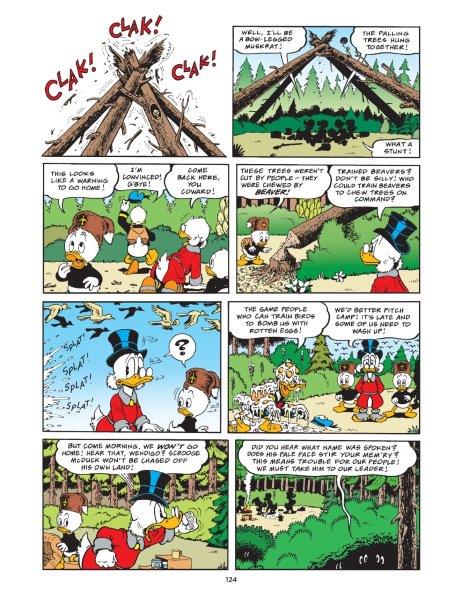 CLAK!
CLAK!
CLAK!
WELL, I'LL BE
A BOW-LEGGED
MUSKRAT!
THE FALLING
TREES HUNG
TOGETHER!
WHAT A
STUNT!
THIS LOOKS
LIKE A WARNING
TO GO HOME!
I'M
CONVINCED!
G'BYE!
COME
BACK HERE,
YOU
COWARD!
THESE TREES WEREN'T
CUT BY PEOPLE – THEY
WERE CHEWED BY
BEAVER!
TRAINED BEAVERS?
DON'T BE SILLY! WHO
COULD TRAIN BEAVERS
TO CHEW TREES ON
COMMAND?
SPLAT!
SPLAT!
SPLAT!
SPLAT!
?
THE SAME PEOPLE
WHO CAN TRAIN BIRDS
TO BOMB US WITH
ROTTEN EGGS!
WE'D BETTER PITCH
CAMP! IT'S LATE AND
SOME OF US NEED TO
WASH UP!
BUT COME MORNING, WE WON'T GO
HOME! HEAR THAT, WENDIGO? SCROOGE
McDUCK WON'T BE CHASED OFF
HIS OWN LAND!
DID YOU HEAR WHAT NAME WAS SPOKEN?
DOES HIS PALE FACE STIR YOUR MEM'RY?
THIS MEANS TROUBLE FOR OUR PEOPLE!
WE MUST TAKE HIM TO OUR LEADER!
124